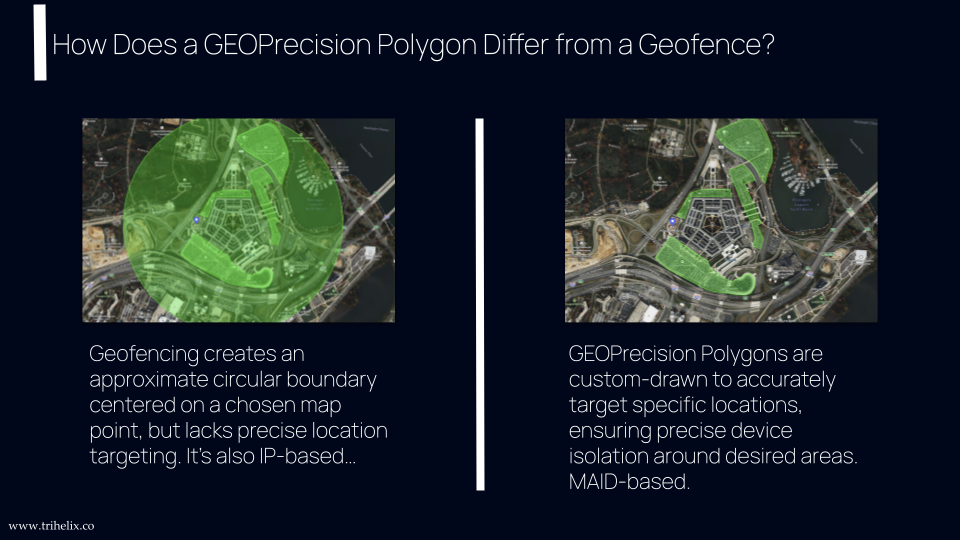 How Does a GEOPrecision Polygon Differ from a Geofence?
Geofencing creates an
approximate circular boundary
centered on a chosen map
point, but lacks precise location
targeting. It's also IP-based...
GEOPrecision Polygons are
custom-drawn to accurately
target specific locations,
ensuring precise device
isolation around desired areas.
MAID-based.
www.trihelix.co